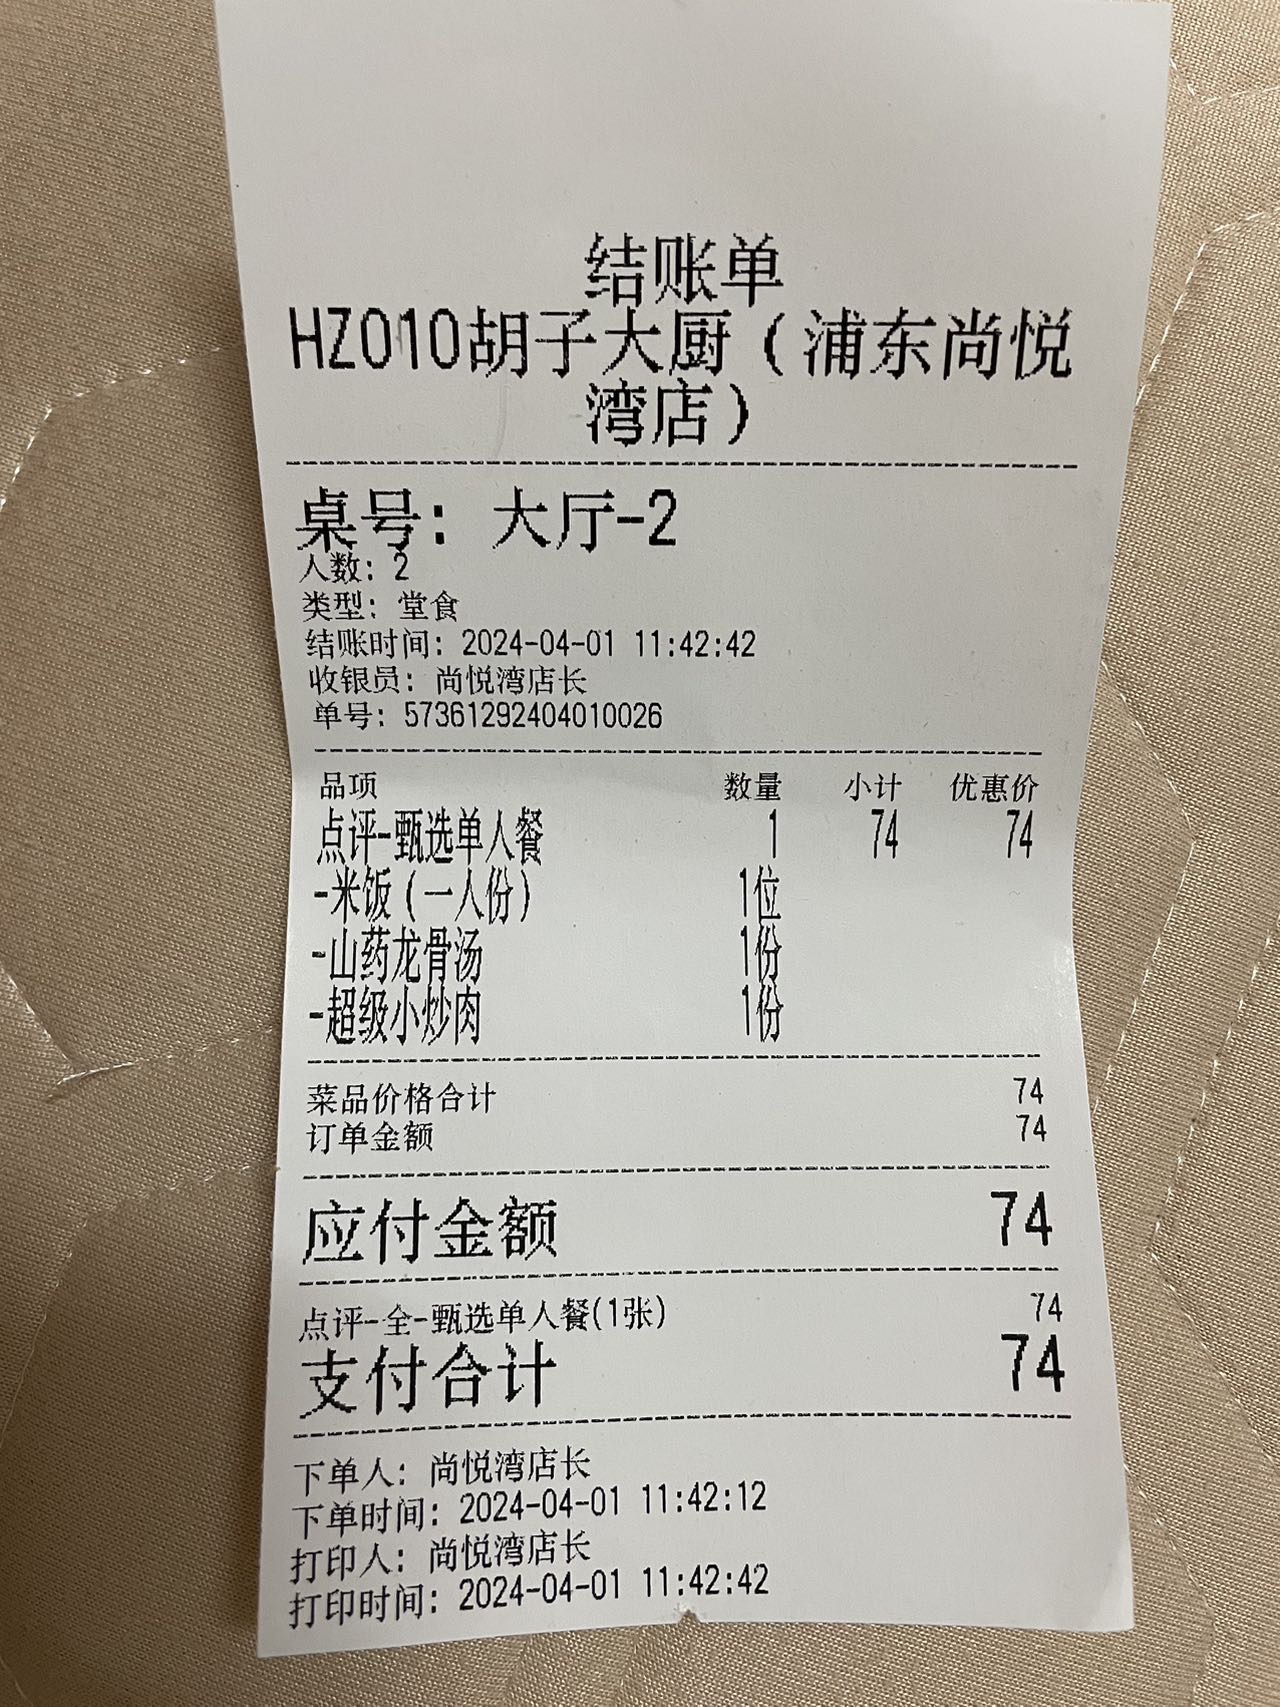 结账单
HZ010胡子大厨（浦东尚悦
湾店）
桌号：大厅-2
人数：2
类型：堂食
结账时间：2024-04-01 11:42:42
收银员：尚悦湾店长
单号：57361292404010026
品项 数量 小计 优惠价
点评-甄选单人餐 1 74 74
-米饭（一人份） 1位
-山药龙骨汤 1份
-超级小炒肉 1份
菜品价格合计 74
订单金额 74
应付金额 74
点评-全-甄选单人餐(1张) 74
支付合计 74
下单人：尚悦湾店长
下单时间：2024-04-01 11:42:12
打印人：尚悦湾店长
打印时间：2024-04-01 11:42:42